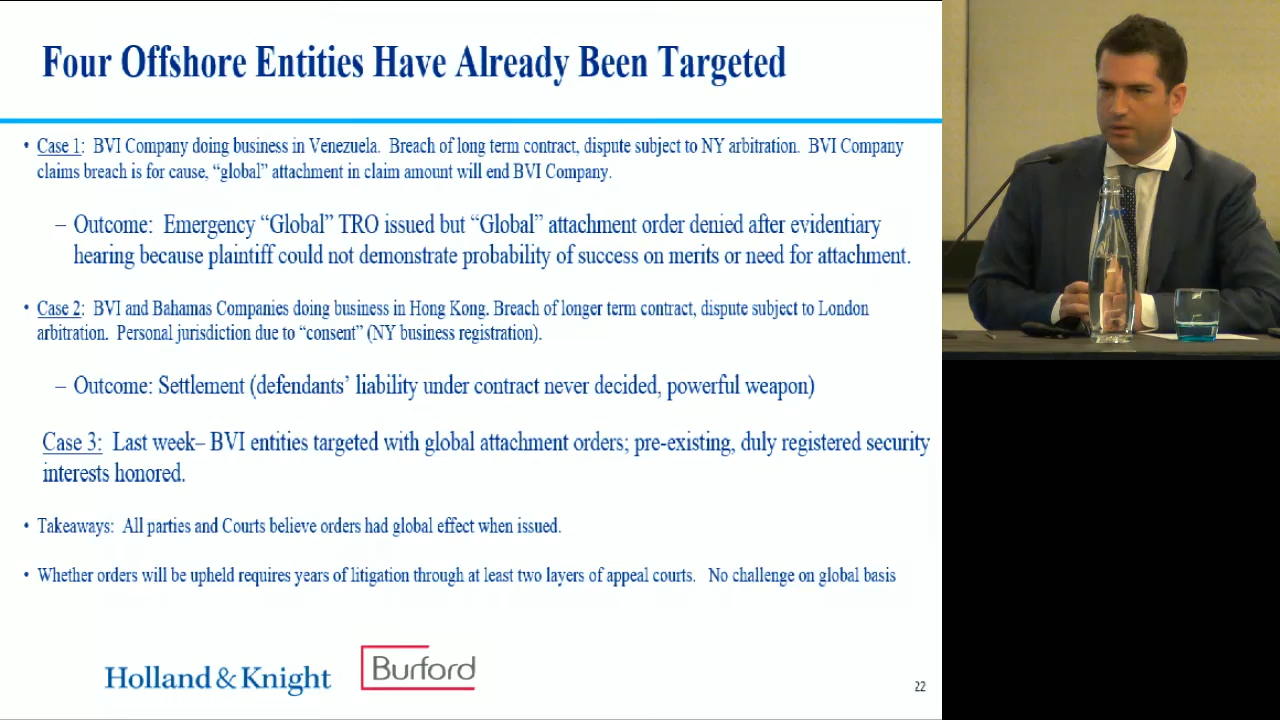 Four Offshore Entities Have Already Been Targeted
• Case 1: BVI Company doing business in Venezuela. Breach of long term contract, dispute subject to NY arbitration. BVI Company
claims breach is for cause, “global” attachment in claim amount will end BVI Company.
– Outcome: Emergency “Global” TRO issued but “Global” attachment order denied after evidentiary
hearing because plaintiff could not demonstrate probability of success on merits or need for attachment.
• Case 2: BVI and Bahamas Companies doing business in Hong Kong. Breach of longer term contract, dispute subject to London
arbitration. Personal jurisdiction due to “consent” (NY business registration).
– Outcome: Settlement (defendants’ liability under contract never decided, powerful weapon)
Case 3: Last week– BVI entities targeted with global attachment orders; pre-existing, duly registered security
interests honored.
• Takeaways: All parties and Courts believe orders had global effect when issued.
• Whether orders will be upheld requires years of litigation through at least two layers of appeal courts. No challenge on global basis
Holland & Knight
Burford
22